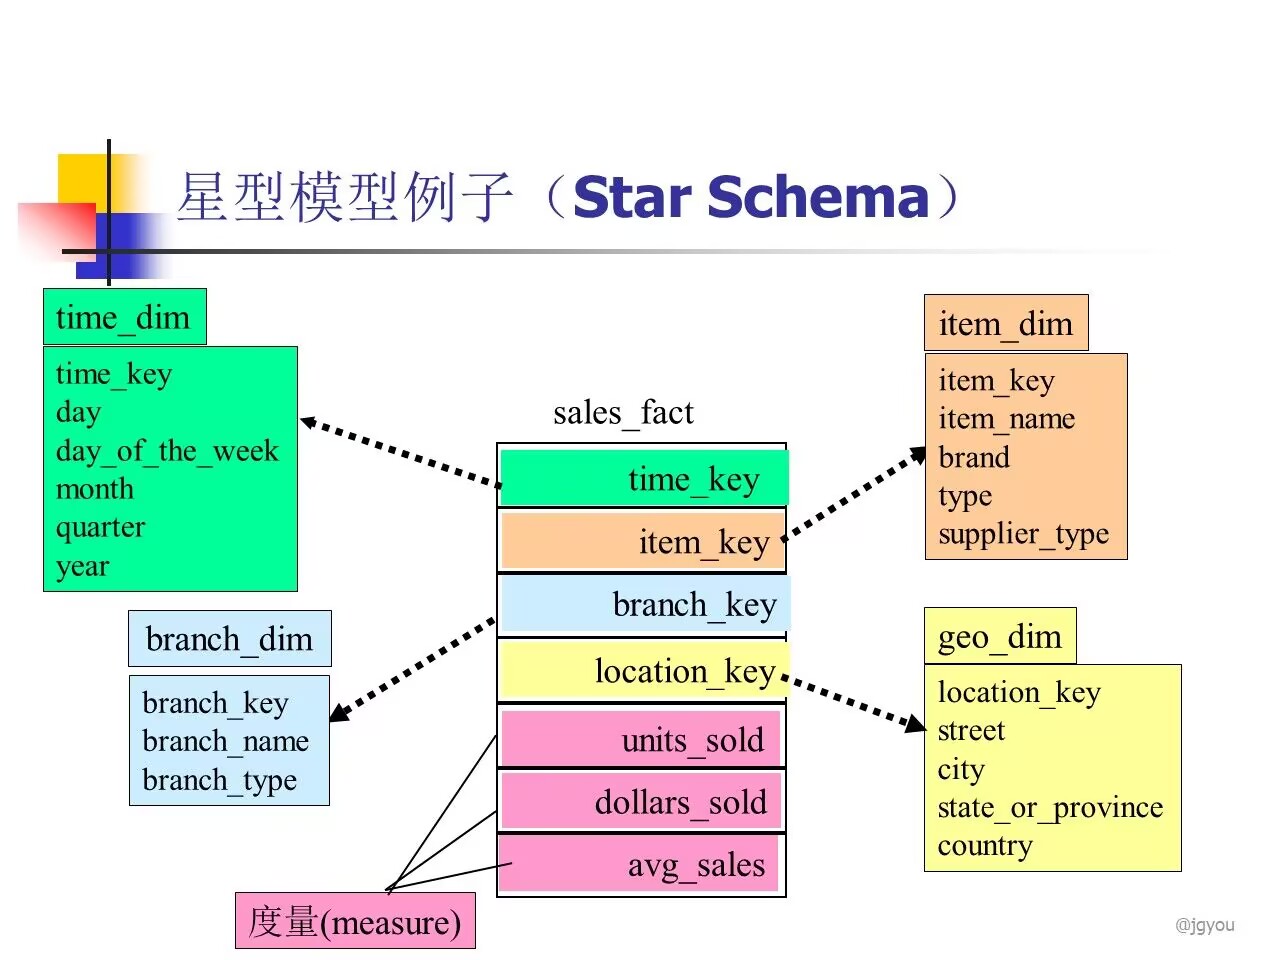 星型模型例子（Star Schema）
time_dim
time_key
day
day_of_the_week
month
quarter
year
branch_dim
branch_key
branch_name
branch_type
sales_fact
time_key
item_key
branch_key
location_key
units_sold
dollars_sold
avg_sales
度量(measure)
item_dim
item_key
item_name
brand
type
supplier_type
geo_dim
location_key
street
city
state_or_province
country
@jgyou